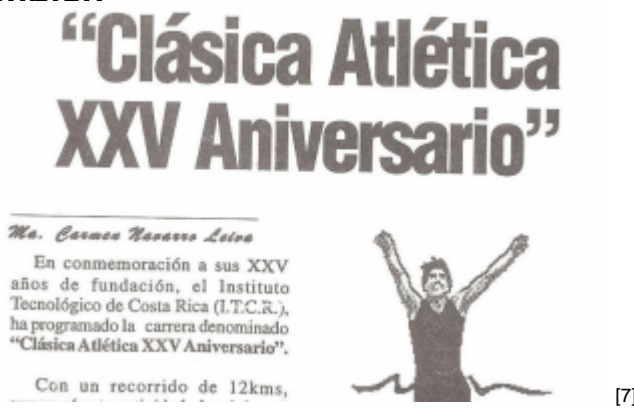 “Clásica Atlética
XXV Aniversario”
Ma. Carmen Navarro Leiva
En conmemoración a sus XXV
años de fundación, el Instituto
Tecnológico de Costa Rica (I.T.C.R.),
ha programado la carrera denominado
“Clásica Atlética XXV Aniversario”.
Con un recorrido de 12kms,
[7]